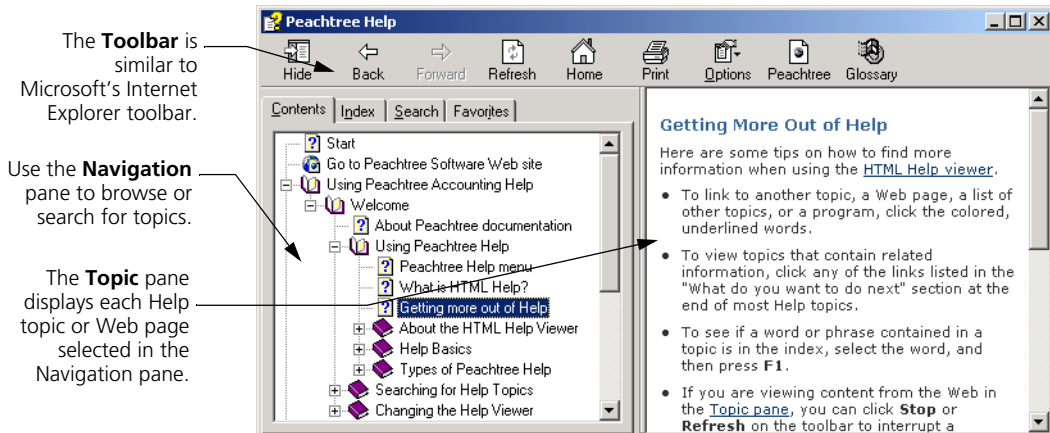 The Toolbar is
similar to
Microsoft's Internet
Explorer toolbar.
Use the Navigation
pane to browse or
search for topics.
The Topic pane
displays each Help
topic or Web page
selected in the
Navigation pane.
Peachtree Help
Hide Back Forward Refresh Home Print Options Peachtree Glossary
Contents Index Search Favorites
Start
Go to Peachtree Software Web site
Using Peachtree Accounting Help
Welcome
About Peachtree documentation
Using Peachtree Help
Peachtree Help menu
What is HTML Help?
Getting more out of Help
About the HTML Help Viewer
Help Basics
Types of Peachtree Help
Searching for Help Topics
Changing the Help Viewer
Getting More Out of Help
Here are some tips on how to find more
information when using the HTML Help viewer.
• To link to another topic, a Web page, a list of
other topics, or a program, click the colored,
underlined words.
• To view topics that contain related
information, click any of the links listed in the
"What do you want to do next" section at the
end of most Help topics.
• To see if a word or phrase contained in a
topic is in the index, select the word, and
then press F1.
• If you are viewing content from the Web in
the Topic pane, you can click Stop or
Refresh on the toolbar to interrupt a